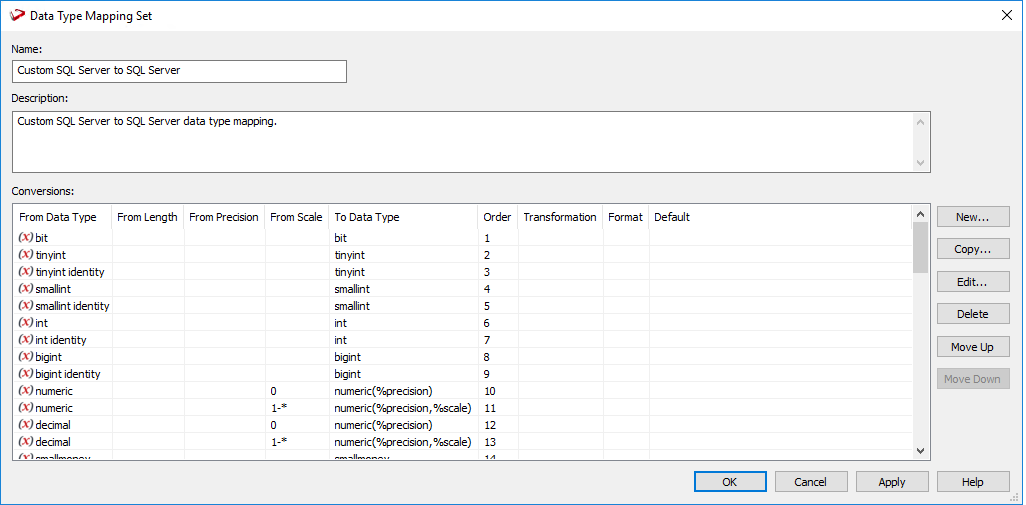 Data Type Mapping Set
Name:
Custom SQL Server to SQL Server
Description:
Custom SQL Server to SQL Server data type mapping.
Conversions:
From Data Type From Length From Precision From Scale To Data Type Order Transformation Format Default
(x) bit bit 1
(x) tinyint tinyint 2
(x) tinyint identity tinyint 3
(x) smallint smallint 4
(x) smallint identity smallint 5
(x) int int 6
(x) int identity int 7
(x) bigint bigint 8
(x) bigint identity bigint 9
(x) numeric 0 numeric(%precision) 10
(x) numeric 1-* numeric(%precision,%scale) 11
(x) decimal 0 numeric(%precision) 12
(x) decimal 1-* numeric(%precision,%scale) 13
(x) smallmoney smallmoney 14
New...
Copy...
Edit...
Delete
Move Up
Move Down
OK Cancel Apply Help